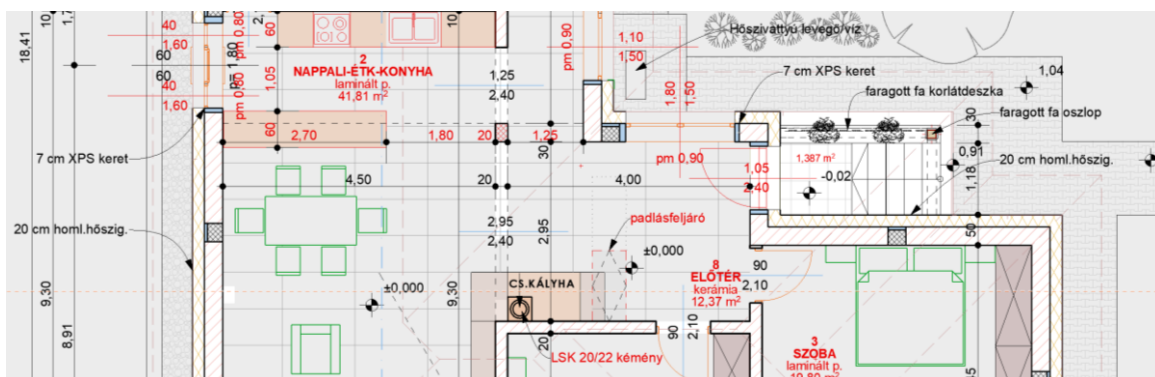 18,41
9,30
8,91
7 cm XPS keret
20 cm homl.hőszig.
40
1,60
60
60
40
1,60
pm 0,80
p= 1,80
pm 0,80
60
1,05
60
2
NAPPALI-ÉTK-KONYHA
laminált p.
41,81 m²
10
2,70
1,80
20
1,25
1,25
2,40
30
4,50
20
4,00
2,95
2,40
2,95
±0,000
9,30
CS.KÁLYHA
LSK 20/22 kémény
20
padlásfeljáró
±0,000
8
ELŐTÉR
kerámia
12,37 m²
90
2,10
90
2,10
3
SZOBA
laminált p.
19,80 m²
pm 0,90
1,10
1,50
Hőszivattyú levegő/víz
1,80
1,50
7 cm XPS keret
pm 0,90
1,05
2,40
1,387 m²
-0,02
faragott fa korlátdeszka
faragott fa oszlop
20 cm homl.hőszig.
1,04
30
0,91
1,18
50